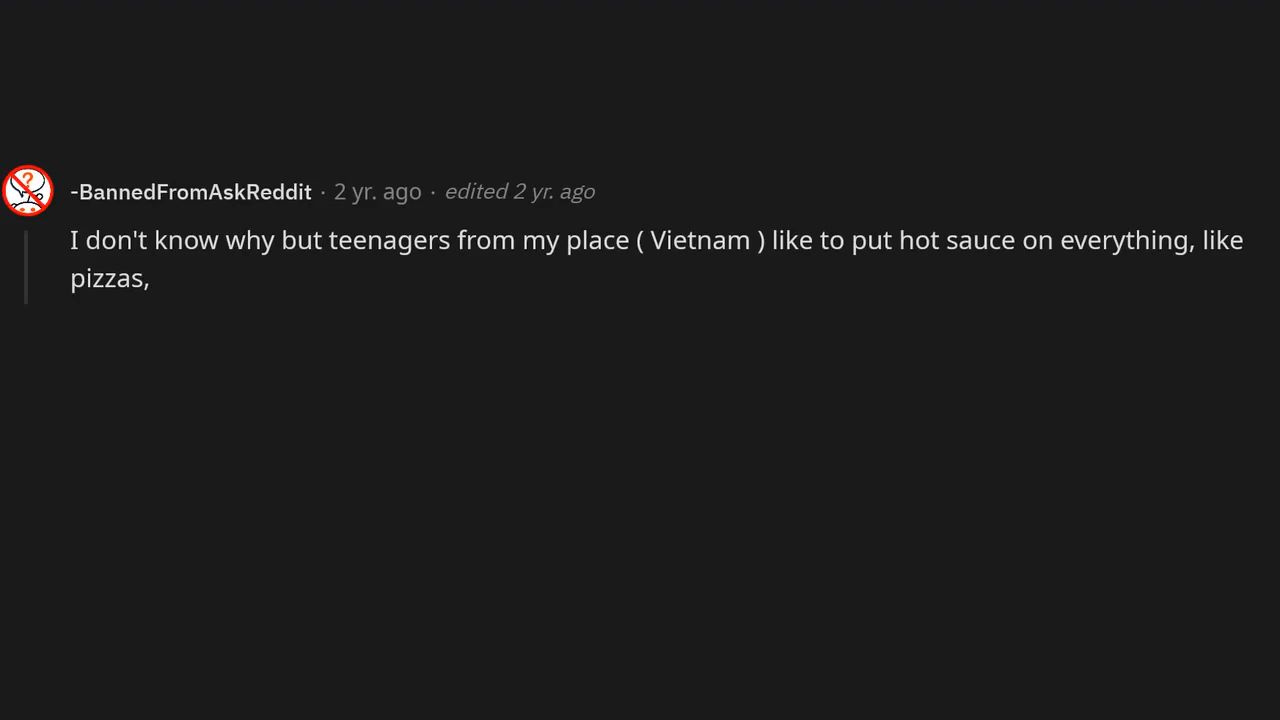 -BannedFromAskReddit · 2 yr. ago · edited 2 yr. ago
I don't know why but teenagers from my place ( Vietnam ) like to put hot sauce on everything, like
pizzas,